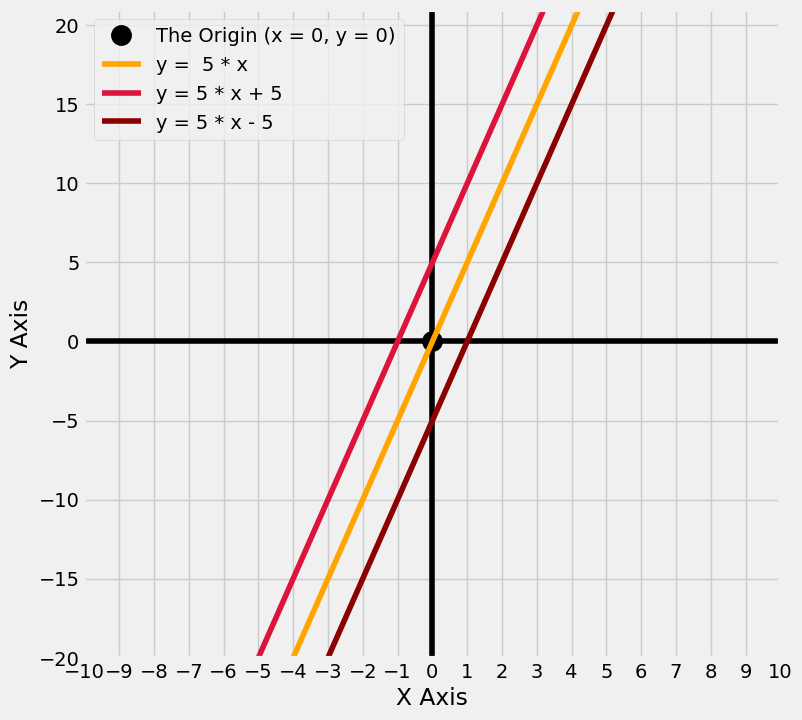 The Origin (x = 0, y = 0)
y =  5 * x
y = 5 * x + 5
y = 5 * x - 5
20
15
10
5
0
−5
−10
−15
−20
Y Axis
−10 −9 −8 −7 −6 −5 −4 −3 −2 −1 0 1 2 3 4 5 6 7 8 9 10
X Axis